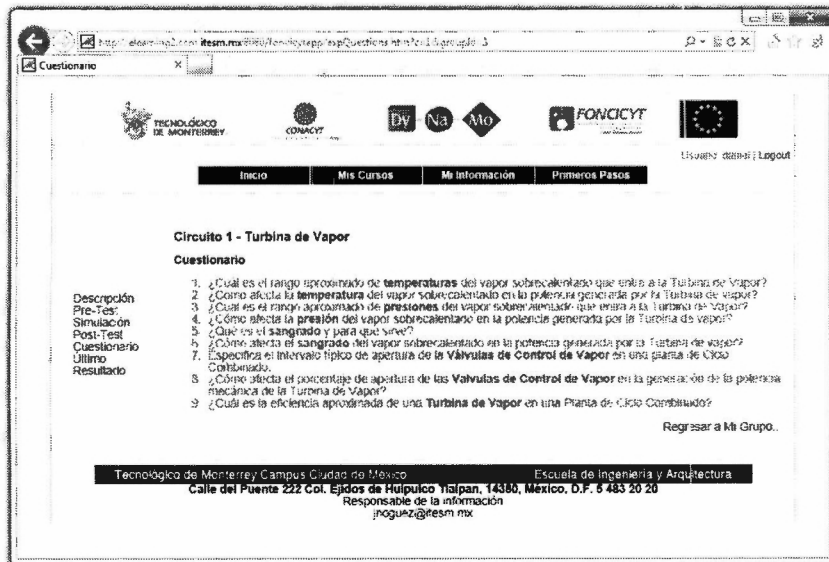 itesm.mx
Cuestionario
TECNOLÓGICO
DE MONTERREY
CONACYT
Dy Na Mo
FONCICYT
Usuario: daniel | Logout
Inicio Mis Cursos Mi Información Primeros Pasos
Circuito 1 - Turbina de Vapor
Cuestionario
1. ¿Cuál es el rango aproximado de temperaturas del vapor sobrecalentado que entra a la Turbina de Vapor?
2. ¿Cómo afecta la temperatura del vapor sobrecalentado en la potencia generada por la Turbina de vapor?
3. ¿Cuál es el rango aproximado de presiones del vapor sobrecalentado que entra a la Turbina de Vapor?
4. ¿Cómo afecta la presión del vapor sobrecalentado en la potencia generada por la Turbina de vapor?
5. ¿Qué es el sangrado y para que sirve?
6. ¿Cómo afecta el sangrado del vapor sobrecalentado en la potencia generada por la Turbina de vapor?
7. Especifica el intervalo típico de apertura de la Válvulas de Control de Vapor en una planta de Ciclo
Combinado.
8. ¿Cómo afecta el porcentaje de apertura de las Valvulas de Control de Vapor en la generación de la potencia
mecánica de la Turbina de Vapor?
9. ¿Cuál es la eficiencia aproximada de una Turbina de Vapor en una Planta de Ciclo Combinado?
Descripción
Pre-Test
Simulación
Post-Test
Cuestionario
Último
Resultado
Regresar a Mi Grupo..
Tecnológico de Monterrey Campus Ciudad de México Escuela de Ingeniería y Arquitectura
Calle del Puente 222 Col. Ejidos de Huipulco Tlalpan, 14380, México, D.F. 5 483 20 20
Responsable de la información
jnoguez@itesm.mx